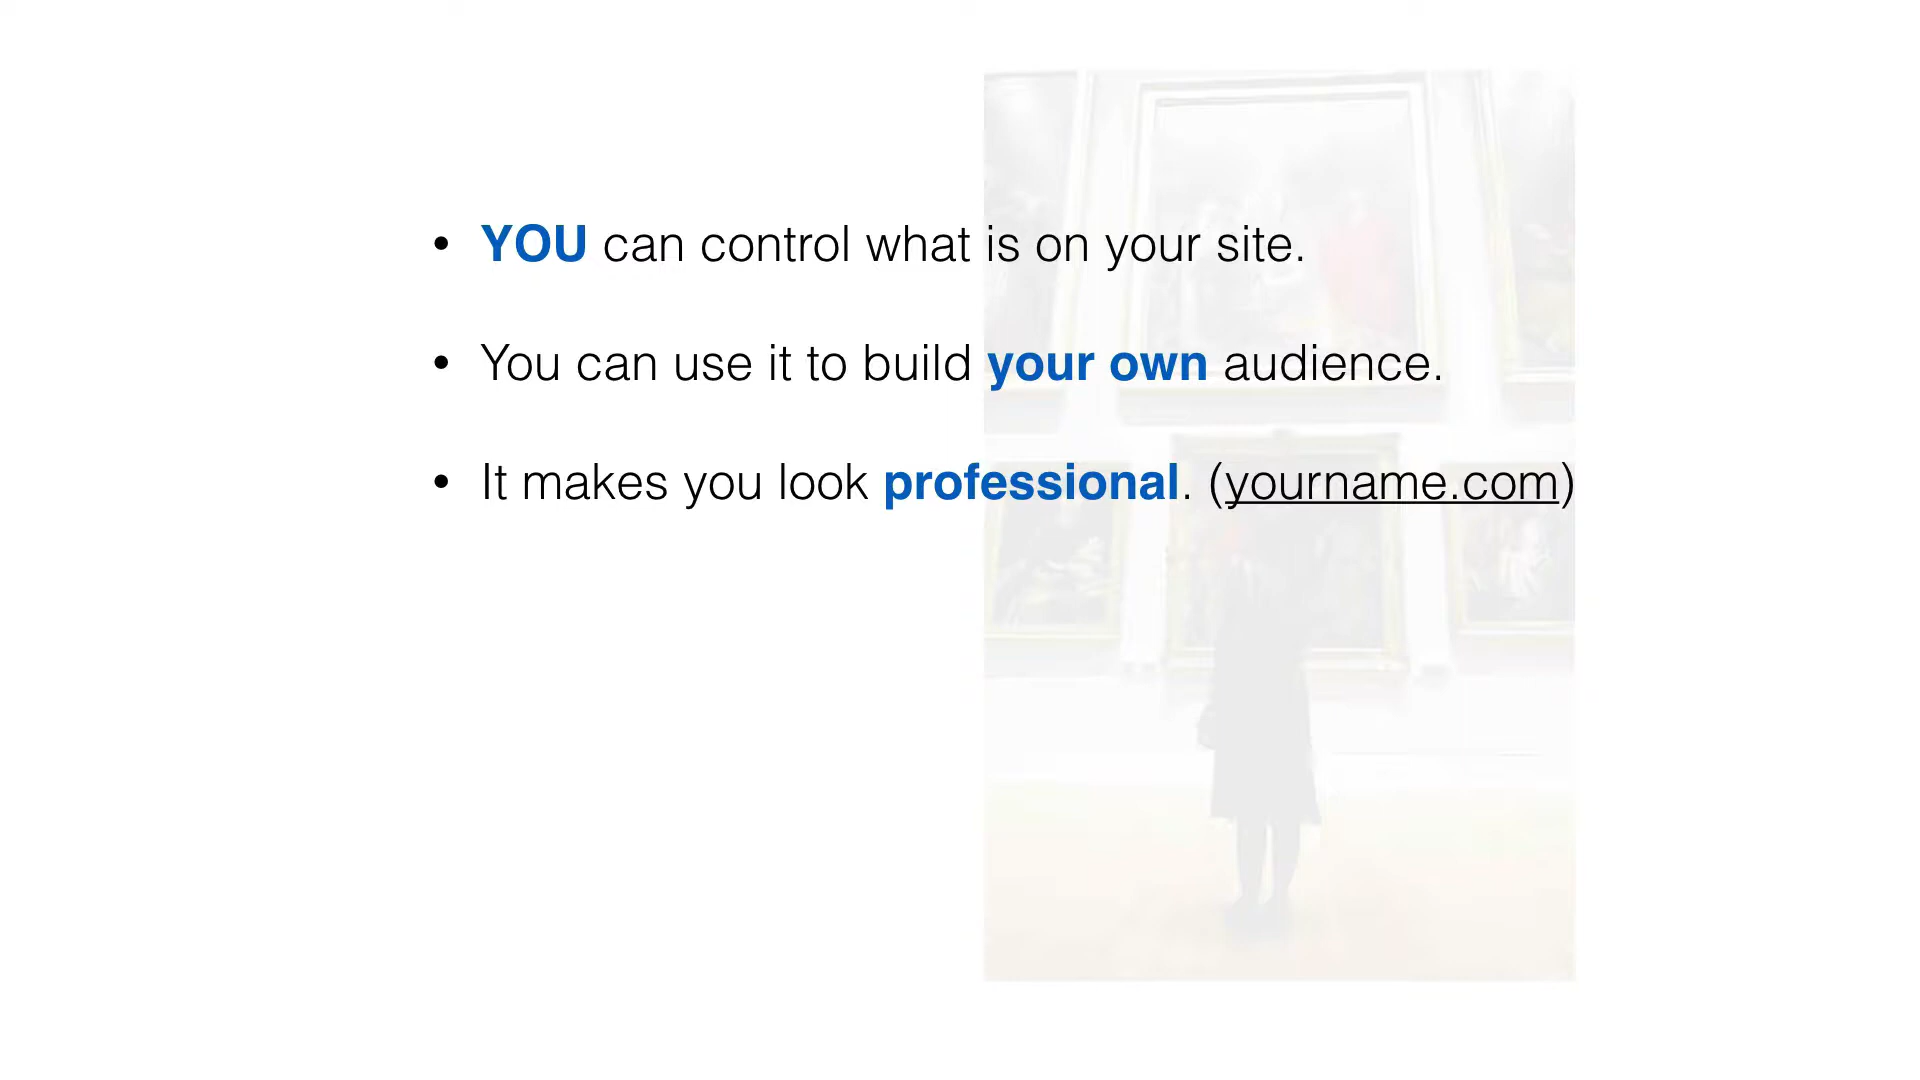 • YOU can control what is on your site.
• You can use it to build your own audience.
• It makes you look professional. (yourname.com)